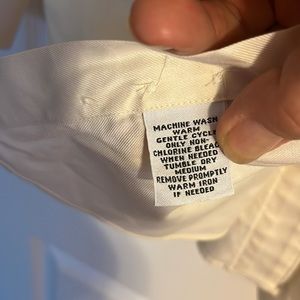 MACHINE WASH
WARM
GENTLE CYCLE
ONLY NON-
CHLORINE BLEACH
WHEN NEEDED
TUMBLE DRY
MEDIUM
REMOVE PROMPTLY
WARM IRON
IF NEEDED